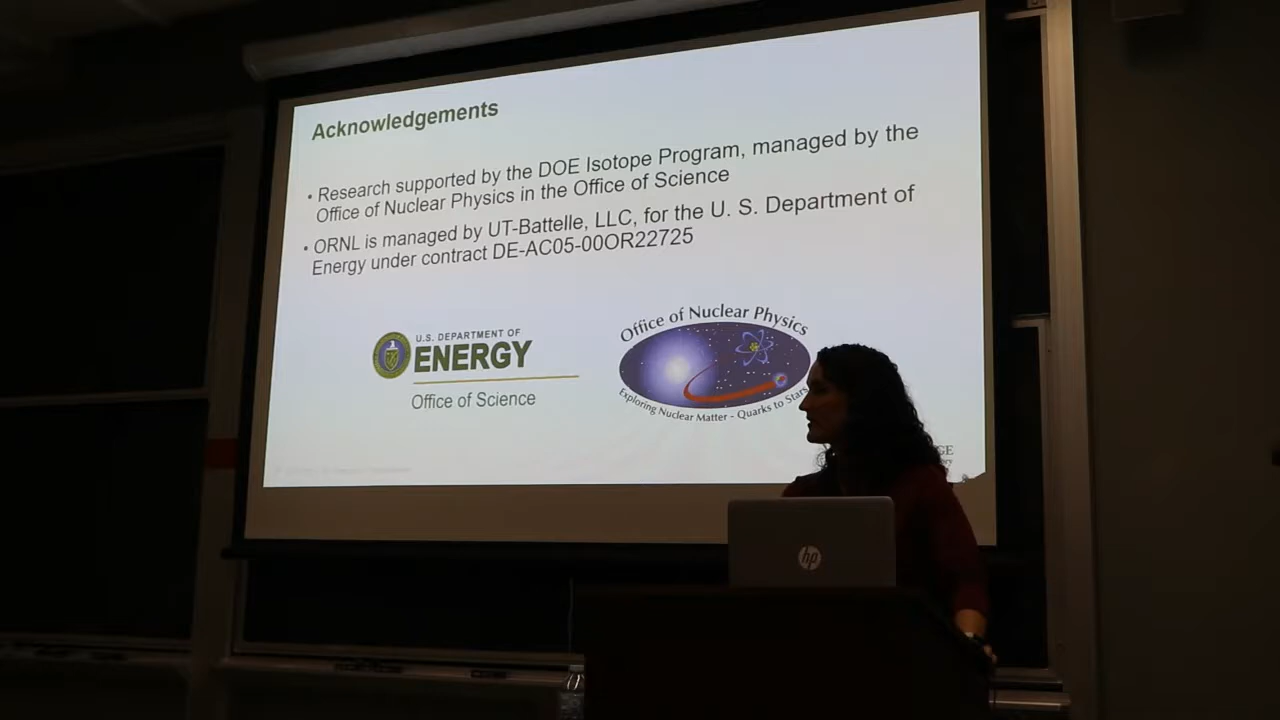 Acknowledgements
• Research supported by the DOE Isotope Program, managed by the
Office of Nuclear Physics in the Office of Science
• ORNL is managed by UT-Battelle, LLC, for the U. S. Department of
Energy under contract DE-AC05-00OR22725
U.S. DEPARTMENT OF
ENERGY
Office of Science
Office of Nuclear Physics
Exploring Nuclear Matter - Quarks to Stars
hp